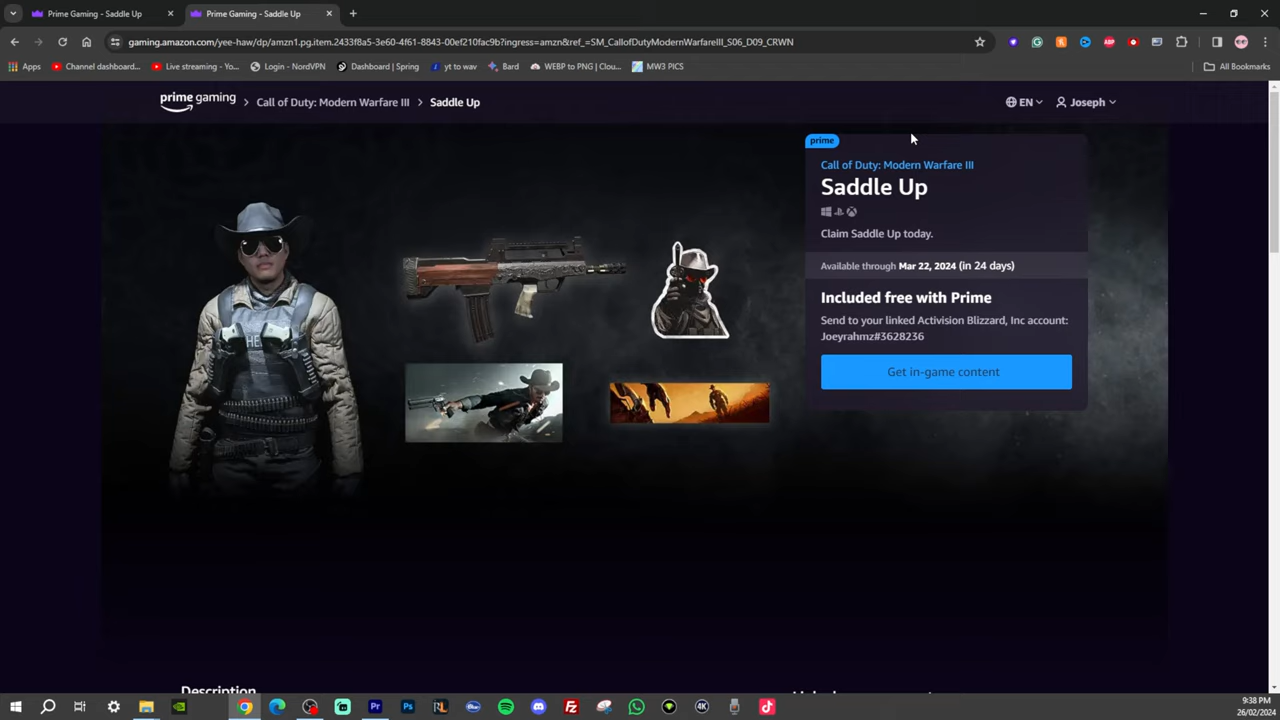 Prime Gaming - Saddle Up
Prime Gaming - Saddle Up
gaming.amazon.com/yee-haw/dp/amzn1.pg.item.2433f8a5-3e60-4f61-8843-00ef210fac9b?ingress=amzn&ref_=SM_CallofDutyModernWarfareIII_S06_D09_CRWN
Apps
Channel dashboard...
Live streaming - Yo...
Login - NordVPN
Dashboard | Spring
yt to wav
Bard
WEBP to PNG | Clou...
MW3 PICS
All Bookmarks
prime gaming
Call of Duty: Modern Warfare III
Saddle Up
EN
Joseph
prime
Call of Duty: Modern Warfare III
Saddle Up
Claim Saddle Up today.
Available through Mar 22, 2024 (in 24 days)
Included free with Prime
Send to your linked Activision Blizzard, Inc account:
Joeyrahmz#3628236
Get in-game content
Description
9:38 PM
26/02/2024